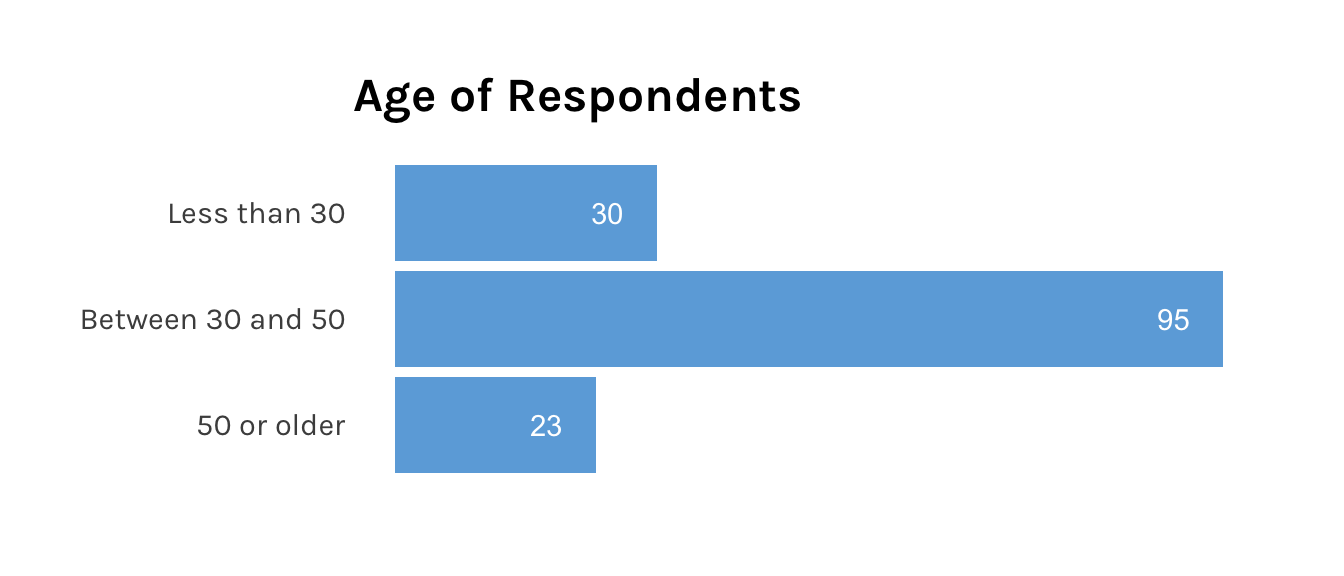 Age of Respondents
Less than 30 30
Between 30 and 50 95
50 or older 23